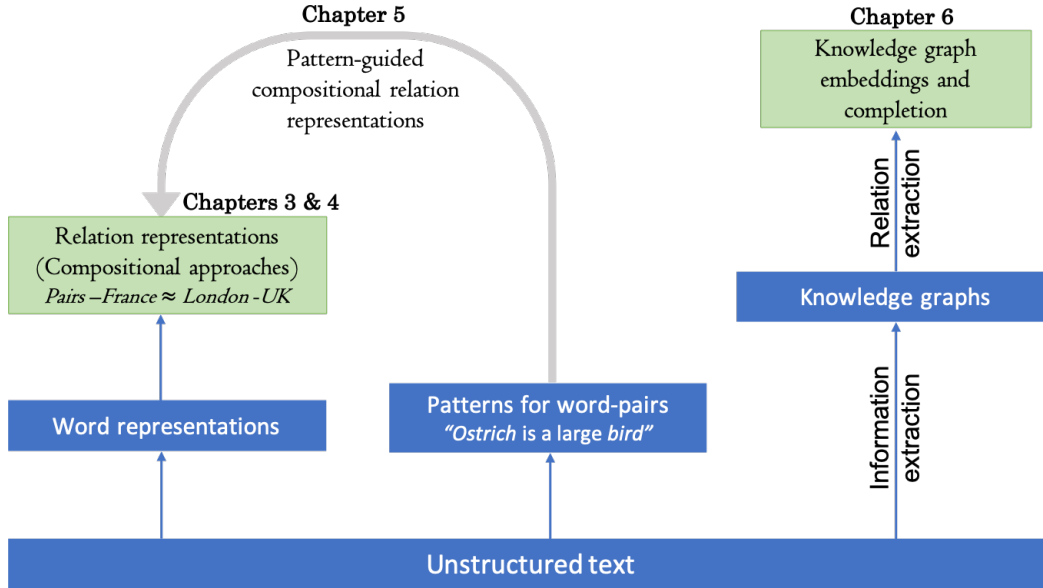 Chapter 5
Pattern-guided
compositional relation
representations
Chapter 6
Knowledge graph
embeddings and
completion
Chapters 3 & 4
Relation representations
(Compositional approaches)
Pairs –France ≈ London -UK
Relation
extraction
Knowledge graphs
Word representations
Patterns for word-pairs
“Ostrich is a large bird”
Information
extraction
Unstructured text